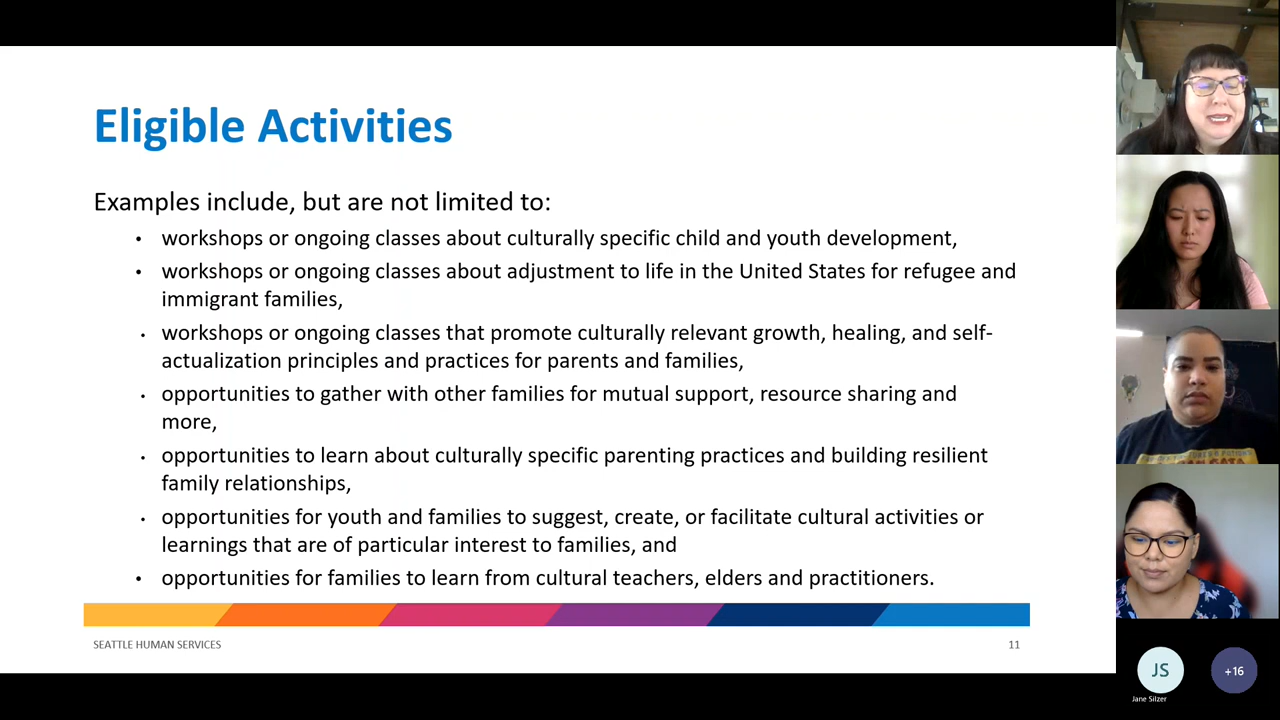 Eligible Activities
Examples include, but are not limited to:
• workshops or ongoing classes about culturally specific child and youth development,
• workshops or ongoing classes about adjustment to life in the United States for refugee and
immigrant families,
• workshops or ongoing classes that promote culturally relevant growth, healing, and self-
actualization principles and practices for parents and families,
• opportunities to gather with other families for mutual support, resource sharing and
more,
• opportunities to learn about culturally specific parenting practices and building resilient
family relationships,
• opportunities for youth and families to suggest, create, or facilitate cultural activities or
learnings that are of particular interest to families, and
• opportunities for families to learn from cultural teachers, elders and practitioners.
SEATTLE HUMAN SERVICES
11
JS
+16
Jane Silzer